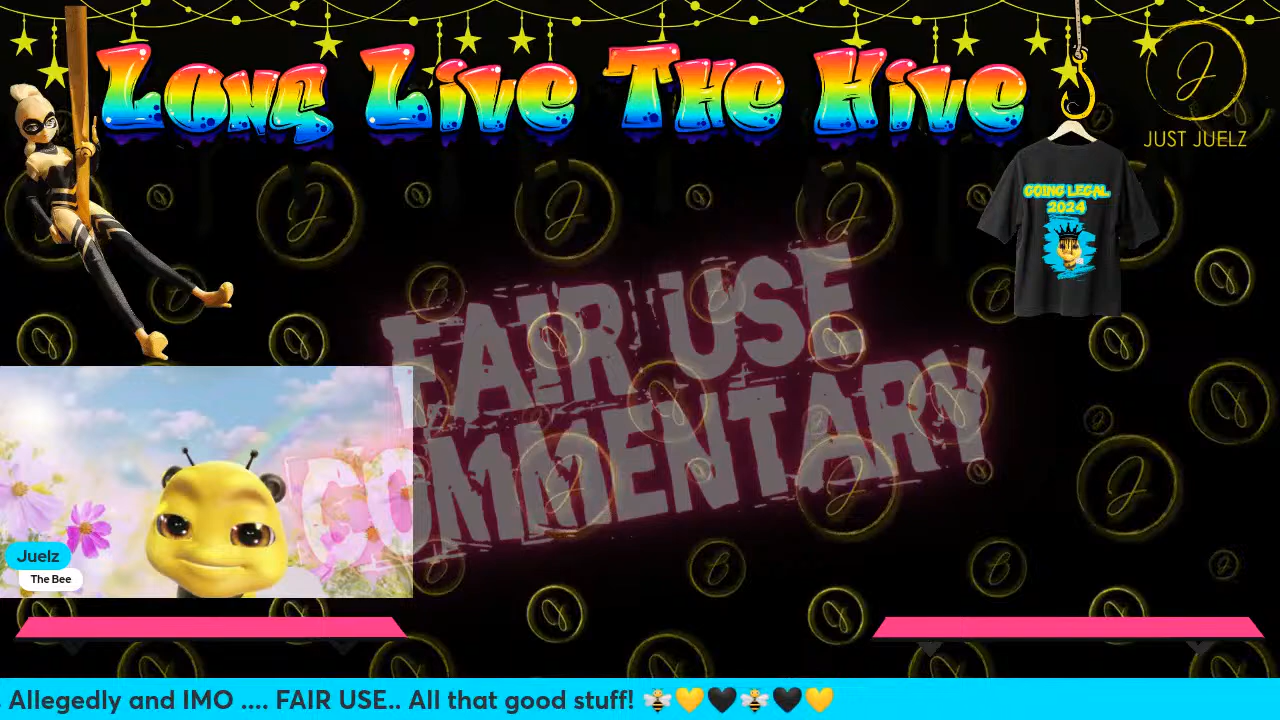 Long Live The Hive
J
JUST JUELZ
GOING LEGAL
2024
FAIR USE
COMMENTARY
Juelz
The Bee
Allegedly and IMO .... FAIR USE.. All that good stuff! 🐝💛🖤🐝🖤💛